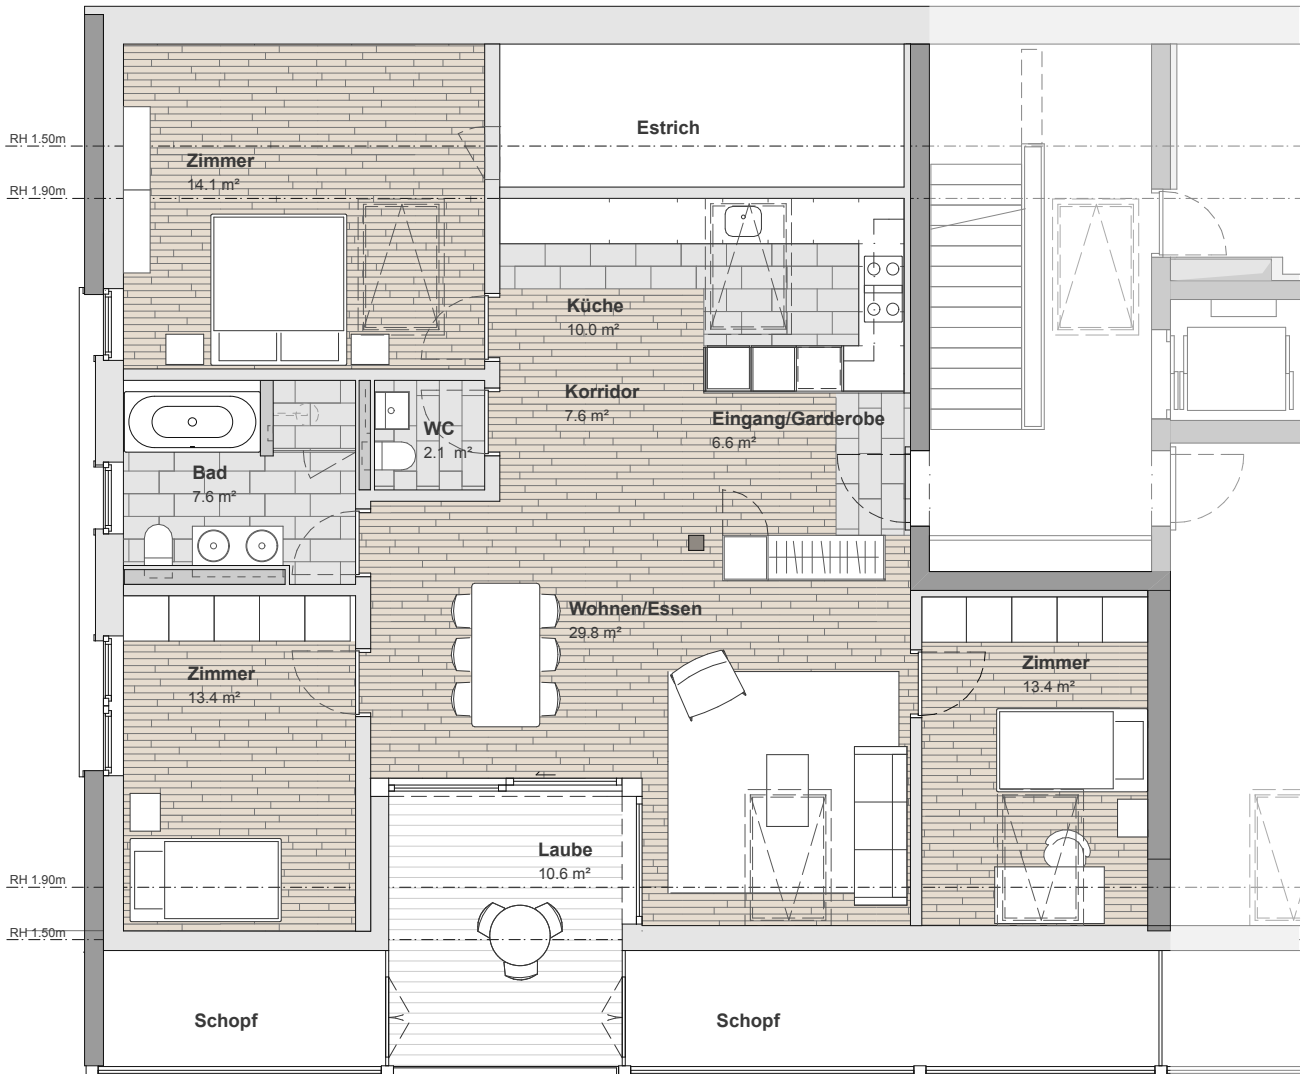 Estrich
RH 1.50m
Zimmer
14.1 m²
RH 1.90m
Küche
10.0 m²
Korridor
7.6 m²
Eingang/Garderobe
6.6 m²
WC
2.1 m²
Bad
7.6 m²
Wohnen/Essen
29.8 m²
Zimmer
13.4 m²
Zimmer
13.4 m²
Laube
10.6 m²
RH 1.90m
RH 1.50m
Schopf
Schopf